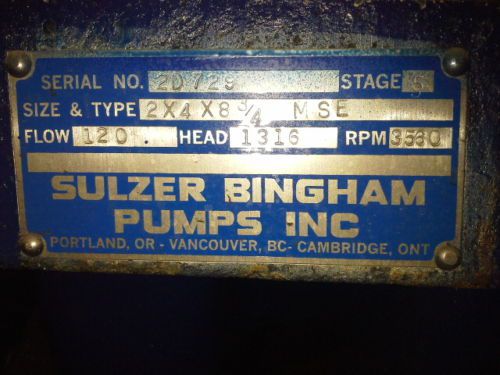 SERIAL NO. 2D729 STAGE
SIZE & TYPE 2X4X8 3/4 MSE
FLOW 120. HEAD 1316 RPM 3560
SULZER BINGHAM
PUMPS INC
PORTLAND, OR - VANCOUVER, BC- CAMBRIDGE, ONT